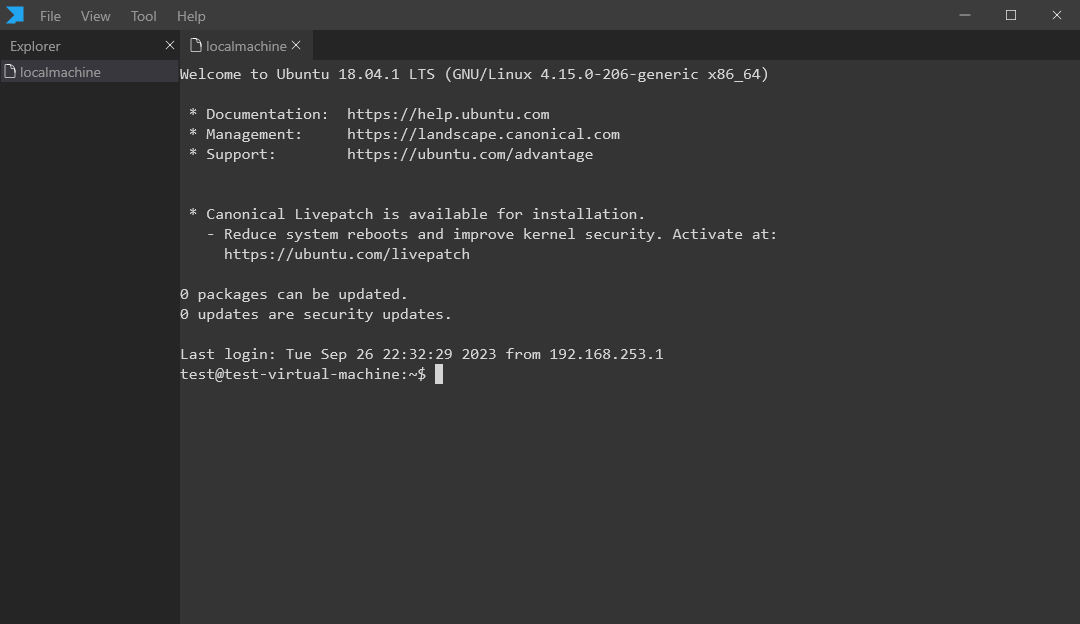 File View Tool Help
Explorer
localmachine
localmachine
Welcome to Ubuntu 18.04.1 LTS (GNU/Linux 4.15.0-206-generic x86_64)
* Documentation:  https://help.ubuntu.com
* Management:     https://landscape.canonical.com
* Support:        https://ubuntu.com/advantage
* Canonical Livepatch is available for installation.
- Reduce system reboots and improve kernel security. Activate at:
https://ubuntu.com/livepatch
0 packages can be updated.
0 updates are security updates.
Last login: Tue Sep 26 22:32:29 2023 from 192.168.253.1
test@test-virtual-machine:~$